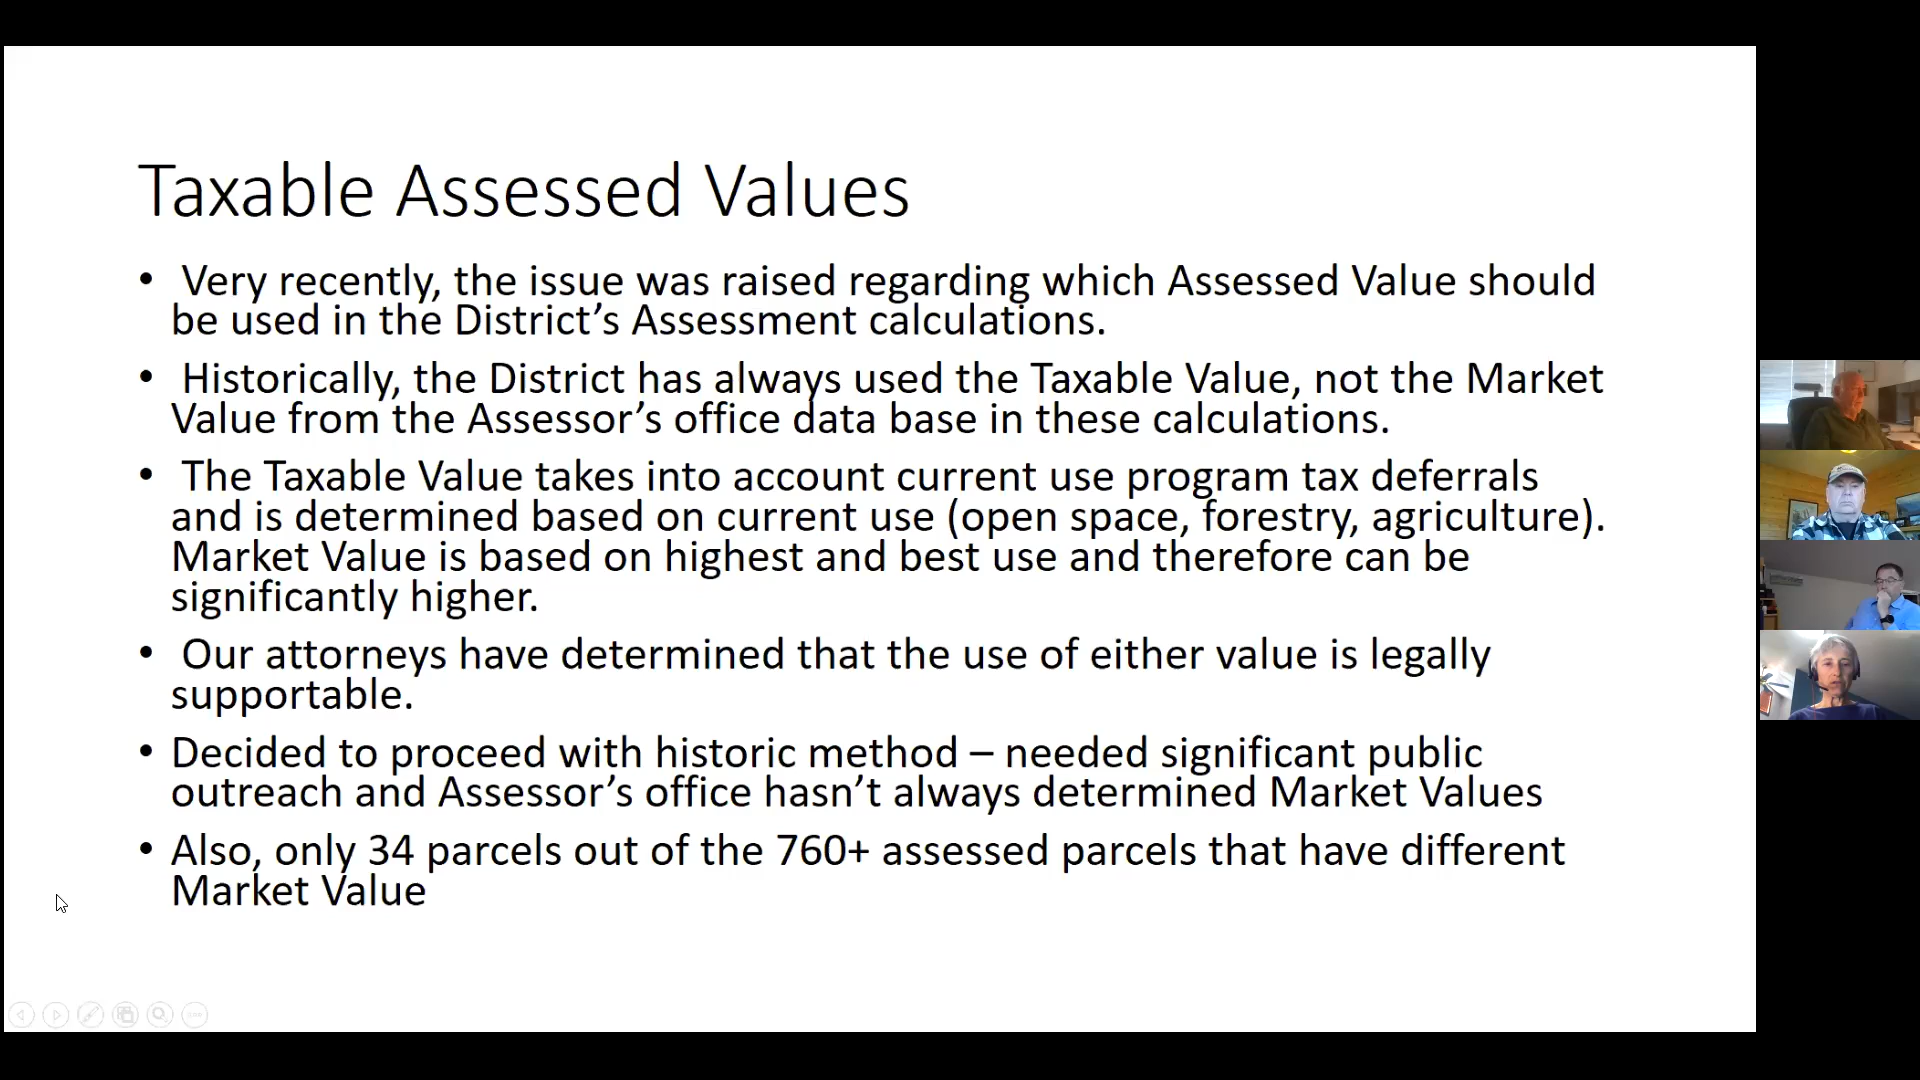 Taxable Assessed Values
• Very recently, the issue was raised regarding which Assessed Value should
be used in the District’s Assessment calculations.
• Historically, the District has always used the Taxable Value, not the Market
Value from the Assessor’s office data base in these calculations.
• The Taxable Value takes into account current use program tax deferrals
and is determined based on current use (open space, forestry, agriculture).
Market Value is based on highest and best use and therefore can be
significantly higher.
• Our attorneys have determined that the use of either value is legally
supportable.
• Decided to proceed with historic method – needed significant public
outreach and Assessor’s office hasn’t always determined Market Values
• Also, only 34 parcels out of the 760+ assessed parcels that have different
Market Value